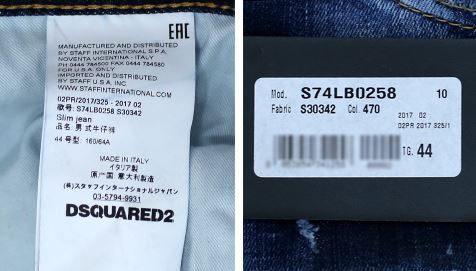 EAC
MANUFACTURED AND DISTRIBUTED
BY STAFF INTERNATIONAL S.P.A.
NOVENTA VICENTINA - ITALY
PH 0444 784500 FAX 0444 784580
FOR U.S.A. ONLY
IMPORTED AND DISTRIBUTED
BY STAFF U.S.A. INC.
WWW.STAFFINTERNATIONAL.COM
02PR/2017/325 - 2017 02
款号: S74LB0258 S30342
Slim jean
品名: 男式牛仔裤
44 号型: 160/64A
MADE IN ITALY
イタリア製
原产国: 意大利制造
(株)スタッフインターナショナルジャパン
03-5794-9931
DSQUARED2
Mod. S74LB0258 10
Fabric S30342 Col. 470
2017 02
02PR 2017 325/1
TG. 44